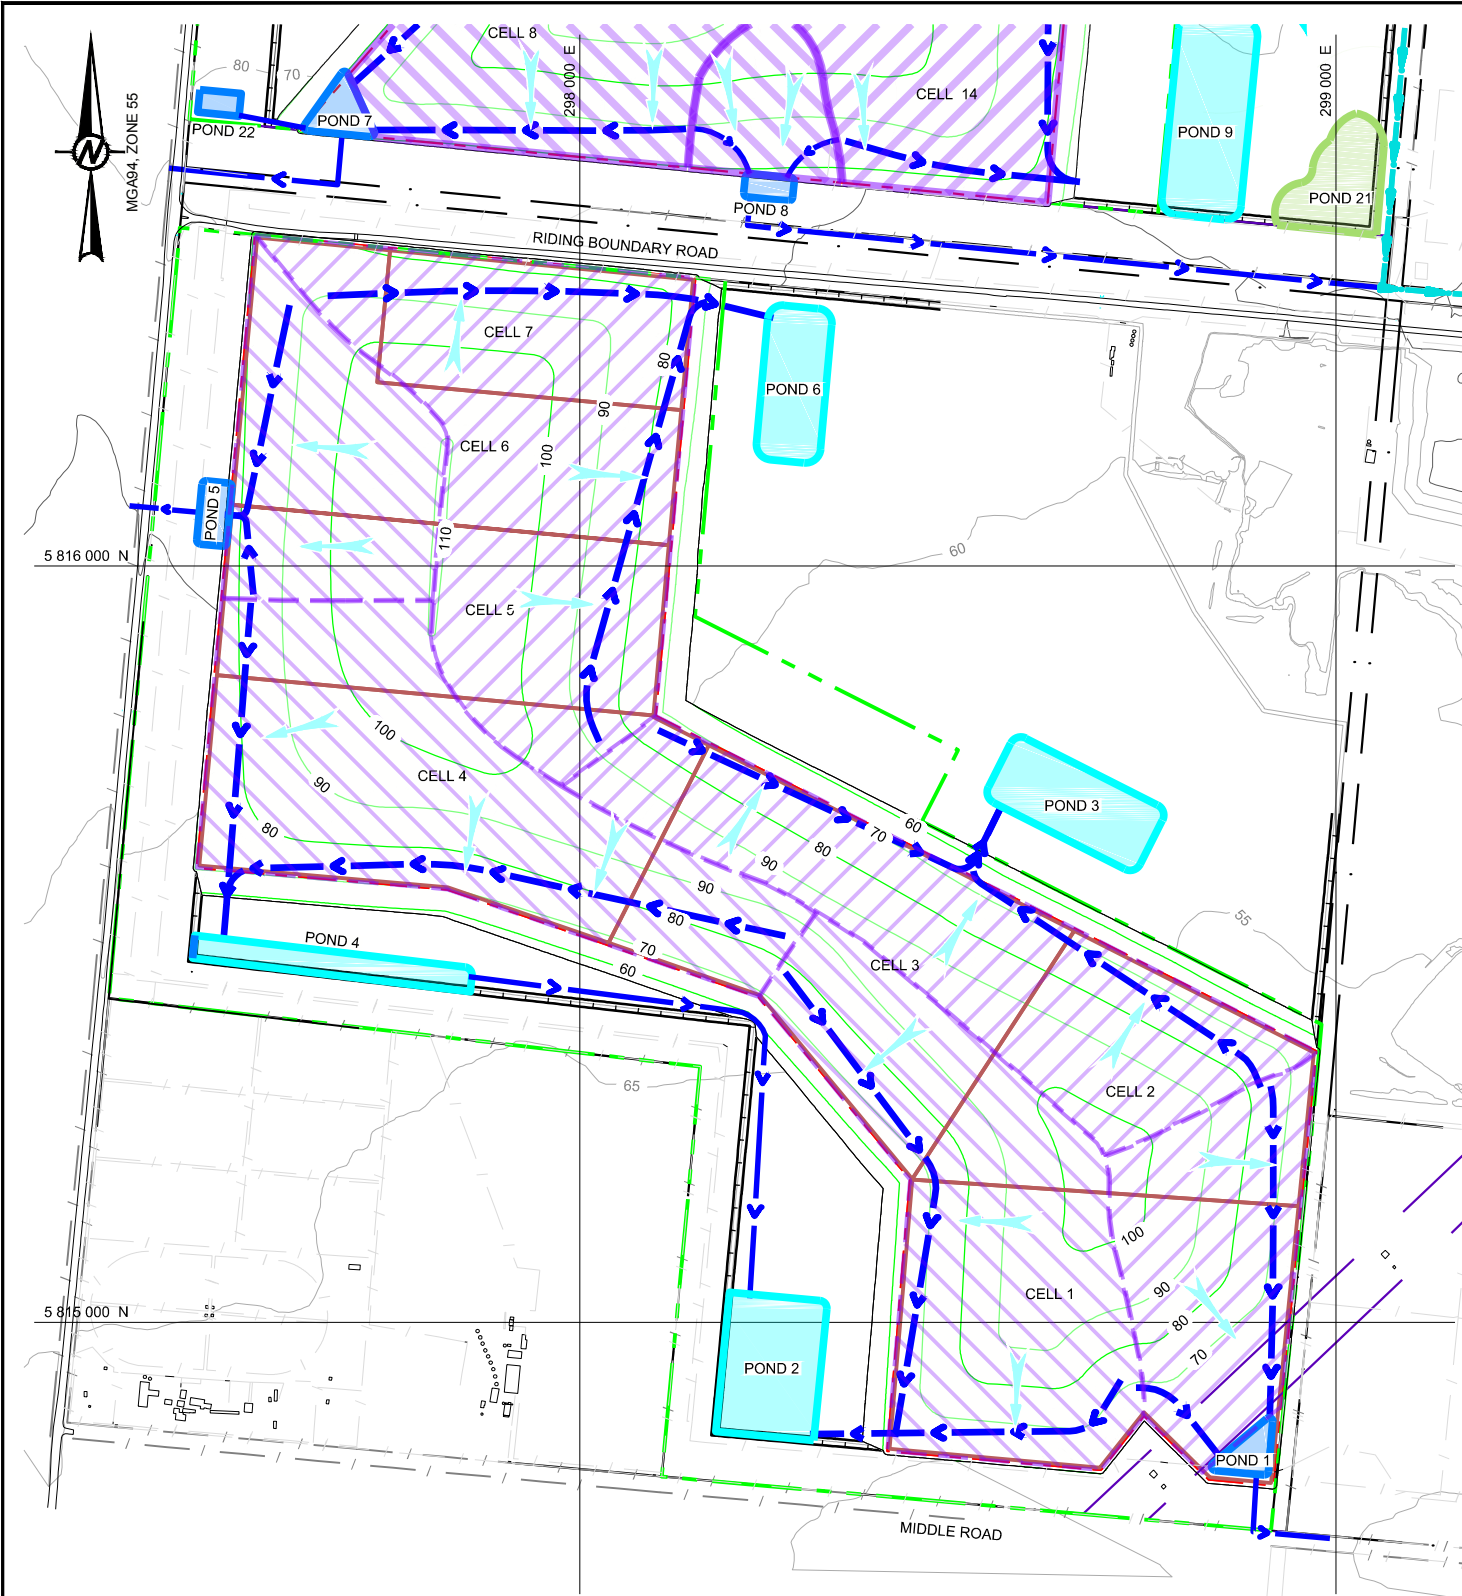 CELL 8
80
70
298 000 E
299 000 E
CELL 14
POND 22
POND 7
POND 9
MGA94, ZONE 55
N
POND 8
POND 21
RIDING BOUNDARY ROAD
CELL 7
80
POND 6
90
CELL 6
100
POND 5
110
5 816 000 N
60
CELL 5
100
CELL 4
90
80
POND 3
60
70
80
90
90
80
55
POND 4
70
60
CELL 3
65
CELL 2
100
CELL 1
90
80
70
5 815 000 N
POND 2
POND 1
MIDDLE ROAD